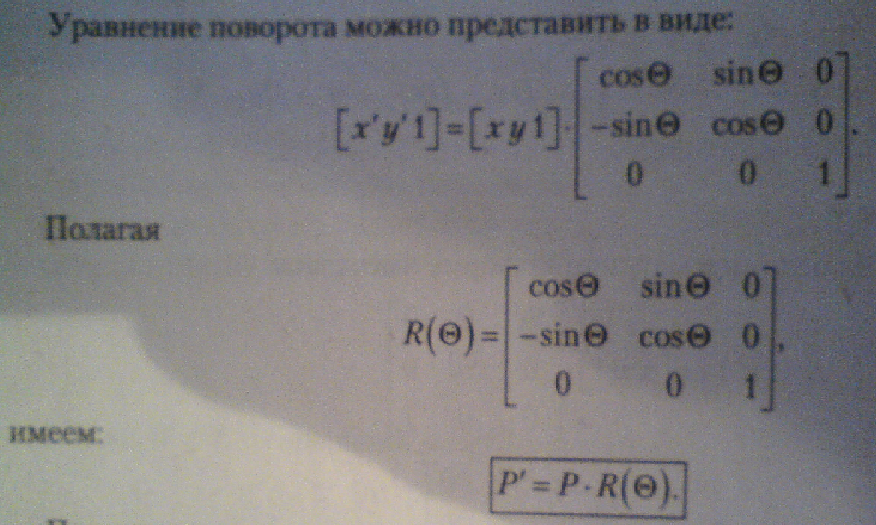 Уравнение поворота можно представить в виде:
[x' y' 1] = [x y 1] · [cosΘ sinΘ 0
-sinΘ cosΘ 0
0 0 1].
Полагая
R(Θ) = [cosΘ sinΘ 0
-sinΘ cosΘ 0
0 0 1],
имеем:
P' = P · R(Θ).